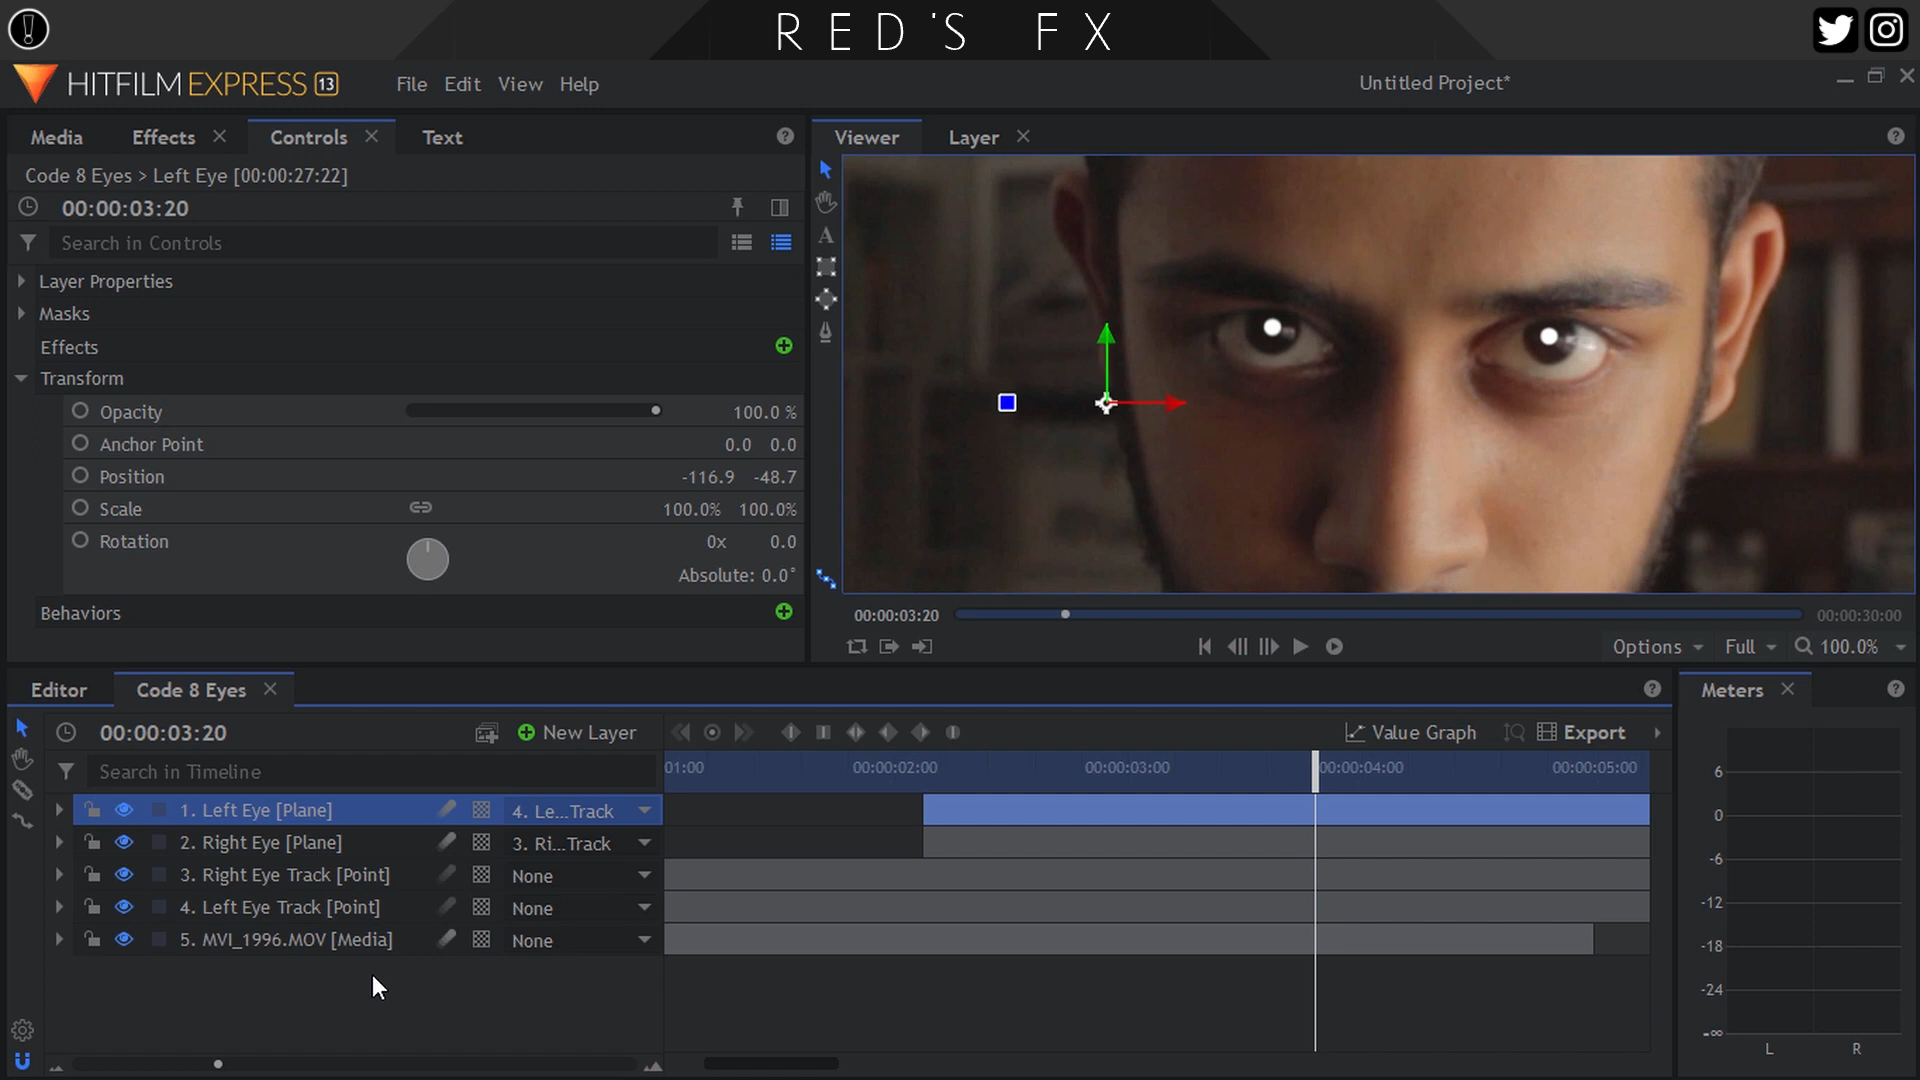 RED'S FX
HITFILM EXPRESS 13 File Edit View Help Untitled Project*
Media Effects Controls Text
Code 8 Eyes > Left Eye [00:00:27:22]
00:00:03:20
Search in Controls
Layer Properties
Masks
Effects
Transform
Opacity 100.0 %
Anchor Point 0.0 0.0
Position -116.9 -48.7
Scale 100.0% 100.0%
Rotation 0x 0.0
Absolute: 0.0°
Behaviors
Viewer Layer
A
00:00:03:20 00:00:30:00
Options Full 100.0%
Editor Code 8 Eyes
00:00:03:20 New Layer Value Graph Export
Search in Timeline
01:00 00:00:02:00 00:00:03:00 00:00:04:00 00:00:05:00
1. Left Eye [Plane] 4. Le...Track
2. Right Eye [Plane] 3. Ri...Track
3. Right Eye Track [Point] None
4. Left Eye Track [Point] None
5. MVI_1996.MOV [Media] None
Meters
6
0
-6
-12
-18
-24
-∞
L R